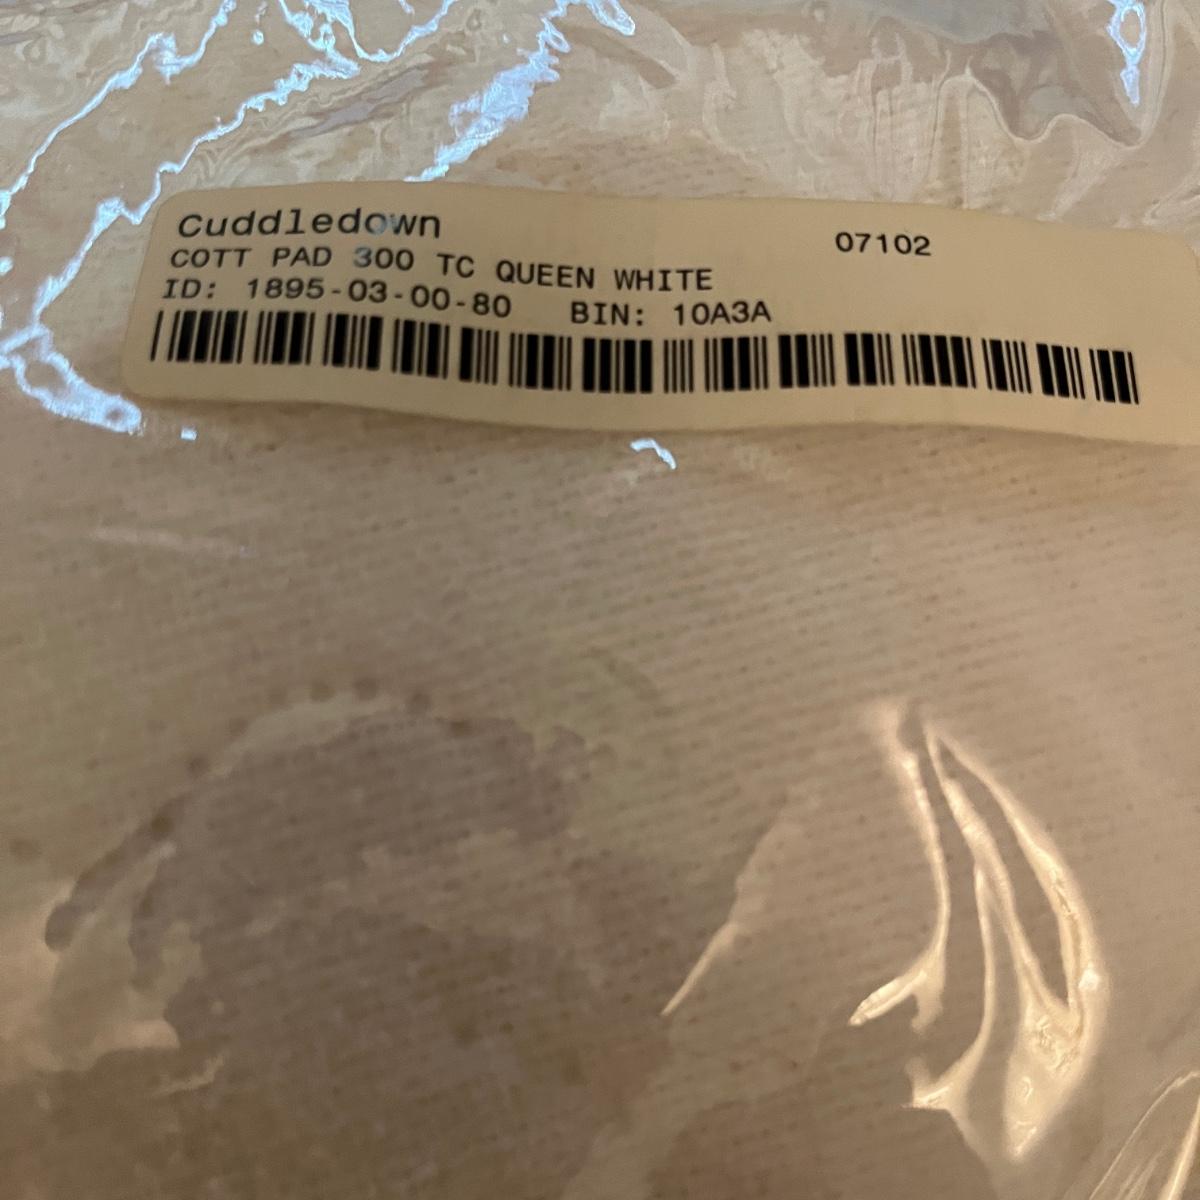 Cuddledown 07102
COTT PAD 300 TC QUEEN WHITE
ID: 1895-03-00-80 BIN: 10A3A